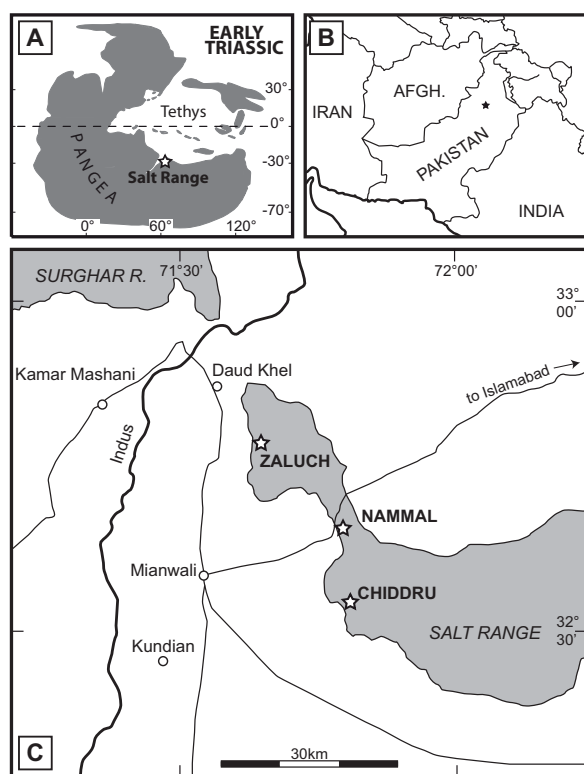 A
EARLY
TRIASSIC
30°
Tethys
0°
PANGEA
-30°
Salt Range
-70°
0°
60°
120°
B
IRAN
AFGH.
PAKISTAN
INDIA
SURGHAR R.
71°30'
72°00
33°
00'
to Islamabad
Kamar Mashani
Daud Khel
Indus
ZALUCH
NAMMAL
Mianwali
CHIDDRU
32°
30'
SALT RANGE
Kundian
C
30km